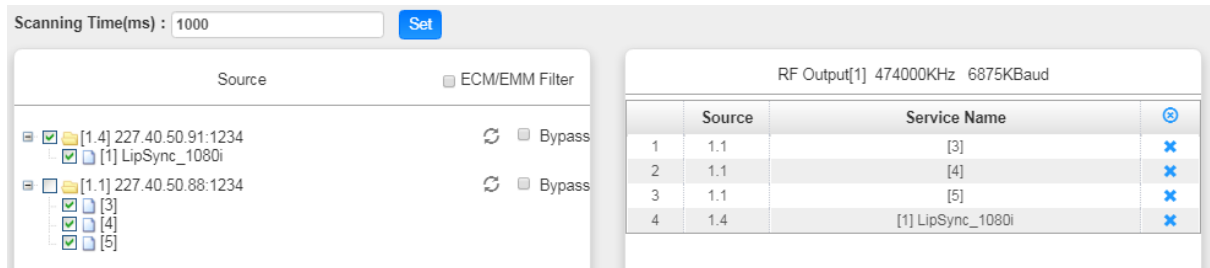 Scanning Time(ms) : 1000 Set
Source ECM/EMM Filter
[1.4] 227.40.50.91:1234 Bypass
[1] LipSync_1080i
[1.1] 227.40.50.88:1234 Bypass
[3]
[4]
[5]
RF Output[1] 474000KHz 6875KBaud
Source Service Name
1 1.1 [3]
2 1.1 [4]
3 1.1 [5]
4 1.4 [1] LipSync_1080i